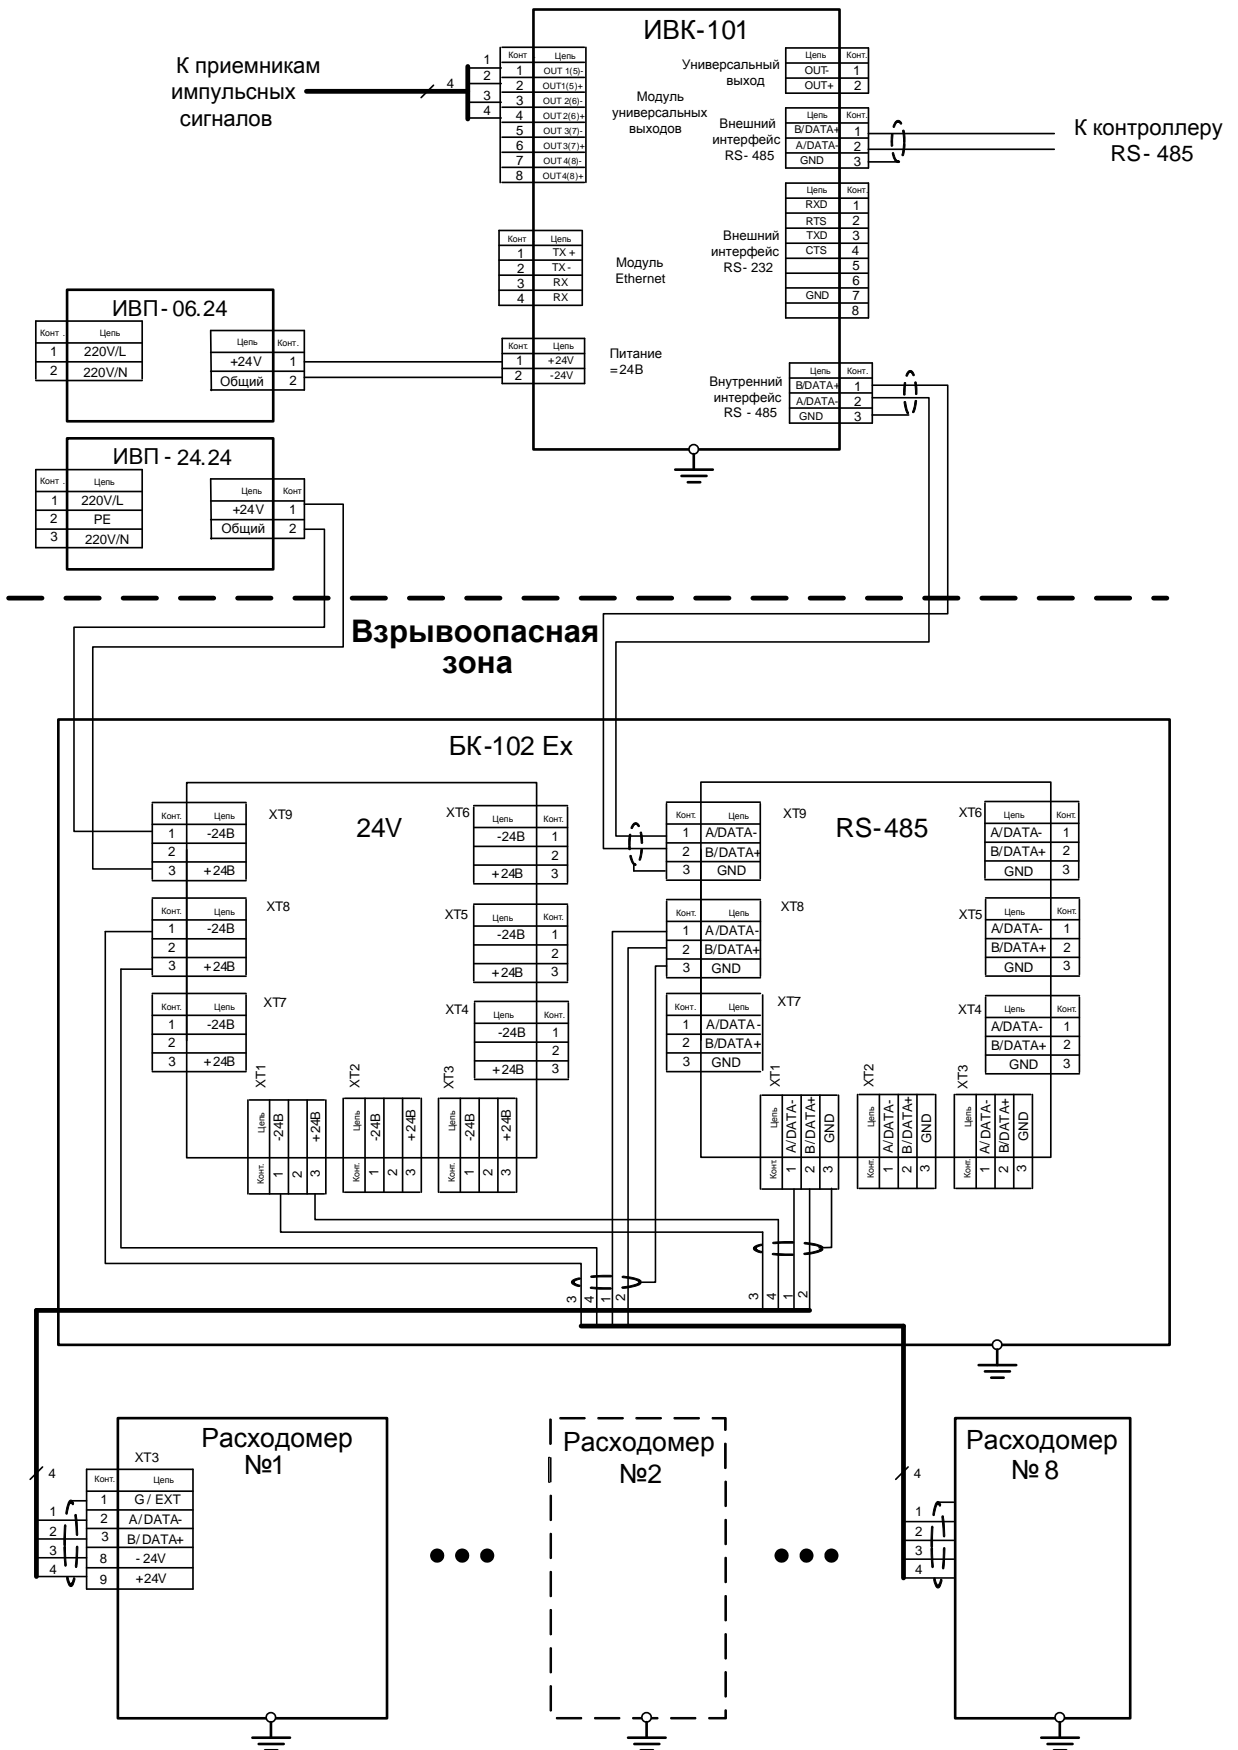 ИВК-101
К приемникам
импульсных
сигналов
4
1
2
3
4
Конт Цепь
1 OUT 1(5)-
2 OUT1(5)+
3 OUT 2(6)-
4 OUT2(6)+
5 OUT 3(7)-
6 OUT3(7)+
7 OUT4(8)-
8 OUT4(8)+
Модуль
универсальных
выходов
Универсальный
выход
Цепь Конт.
OUT- 1
OUT+ 2
Внешний
интерфейс
RS- 485
Цепь Конт.
B/DATA+ 1
A/DATA- 2
GND 3
К контроллеру
RS- 485
Внешний
интерфейс
RS- 232
Цепь Конт.
RXD 1
RTS 2
TXD 3
CTS 4
5
6
GND 7
8
Конт Цепь
1 TX +
2 TX -
3 RX
4 RX
Модуль
Ethernet
Конт. Цепь
1 +24V
2 -24V
Питание
=24В
Внутренний
интерфейс
RS - 485
Цепь Конт.
B/DATA+ 1
A/DATA- 2
GND 3
ИВП- 06.24
Конт . Цепь
1 220V/L
2 220V/N
Цепь Конт.
+24V 1
Общий 2
ИВП - 24.24
Конт . Цепь
1 220V/L
2 PE
3 220V/N
Цепь Конт
+24V 1
Общий 2
Взрывоопасная
зона
БК-102 Ex
24V
XT9
Конт. Цепь
1 -24В
2
3 +24В
XT8
Конт. Цепь
1 -24В
2
3 +24В
XT7
Конт. Цепь
1 -24В
2
3 +24В
XT6
Цепь Конт.
-24В 1
2
+24В 3
XT5
Цепь Конт.
-24В 1
2
+24В 3
XT4
Цепь Конт.
-24В 1
2
+24В 3
XT1
Конт. Цепь
1 -24В
2
3 +24В
XT2
Конт. Цепь
1 -24В
2
3 +24В
XT3
Конт. Цепь
1 -24В
2
3 +24В
RS-485
XT9
Конт. Цепь
1 A/DATA-
2 B/DATA+
3 GND
XT8
Конт. Цепь
1 A/DATA-
2 B/DATA+
3 GND
XT7
Конт. Цепь
1 A/DATA-
2 B/DATA+
3 GND
XT6
Цепь Конт.
A/DATA- 1
B/DATA+ 2
GND 3
XT5
Цепь Конт.
A/DATA- 1
B/DATA+ 2
GND 3
XT4
Цепь Конт.
A/DATA- 1
B/DATA+ 2
GND 3
XT1
Конт. Цепь
1 A/DATA-
2 B/DATA+
3 GND
XT2
Конт. Цепь
1 A/DATA-
2 B/DATA+
3 GND
XT3
Конт. Цепь
1 A/DATA-
2 B/DATA+
3 GND
3 4 1 2
3 4 1 2
Расходомер
№1
4
XT3
Конт. Цепь
1 G / EXT
1 2 A/DATA-
2 3 B/DATA+
3 8 - 24V
4 9 +24V
Расходомер
№2
Расходомер
№ 8
4
1
2
3
4